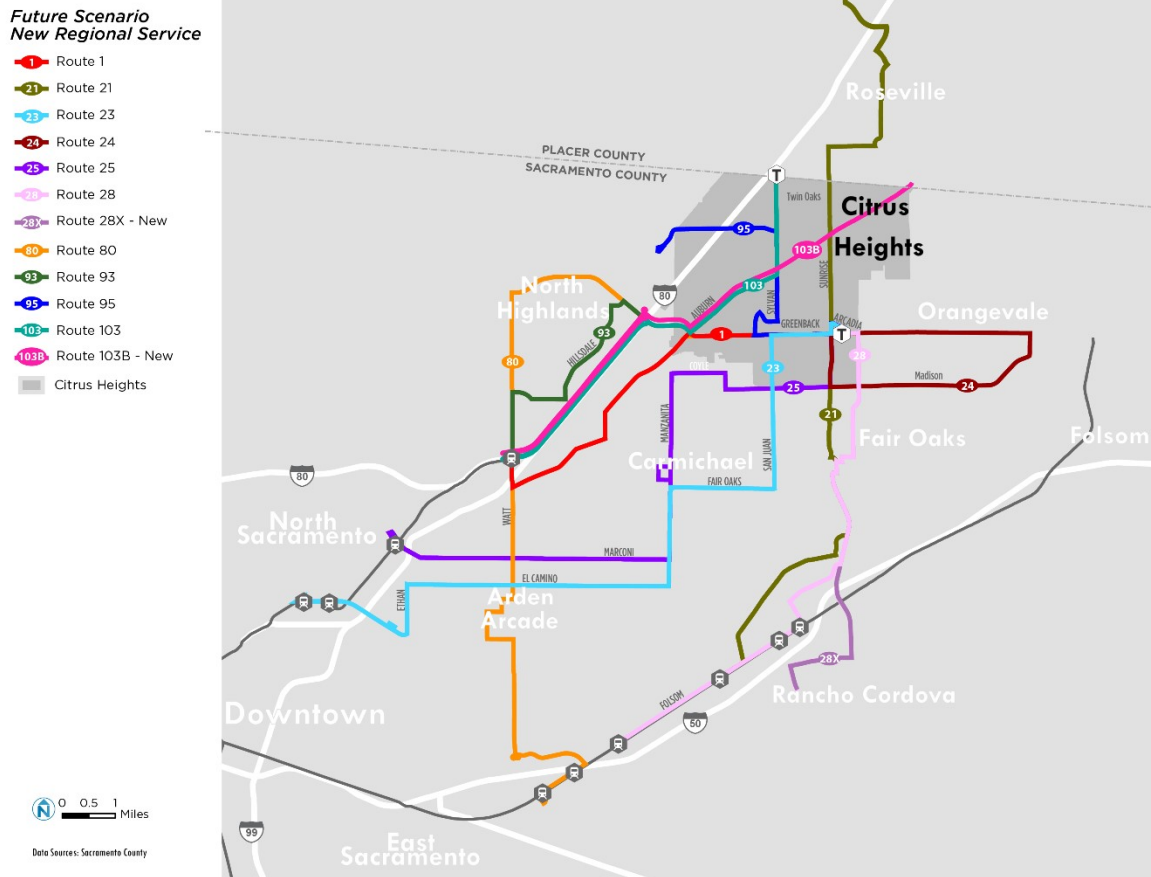 Future Scenario
New Regional Service
1 Route 1
21 Route 21
23 Route 23
24 Route 24
25 Route 25
28 Route 28
28X Route 28X - New
80 Route 80
93 Route 93
95 Route 95
103 Route 103
103B Route 103B - New
Citrus Heights
Roseville
PLACER COUNTY
SACRAMENTO COUNTY
T
Twin Oaks
Citrus
Heights
95
103B
SUNRISE
103
SYLVAN
80
North
Highlands
AUBURN
GREENBACK
ARCADIA
T
Orangevale
1
93
HILLSDALE
80
28
COYLE
23
25
Madison
24
21
MANZANITA
Fair Oaks
Folsom
Carmichael
SAN JUAN
FAIR OAKS
80
WATT
North
Sacramento
MARCONI
EL CAMINO
ETHAN
Arden
Arcade
28X
Rancho Cordova
FOLSOM
50
Downtown
N
0 0.5 1
Miles
99
East
Sacramento
Data Sources: Sacramento County